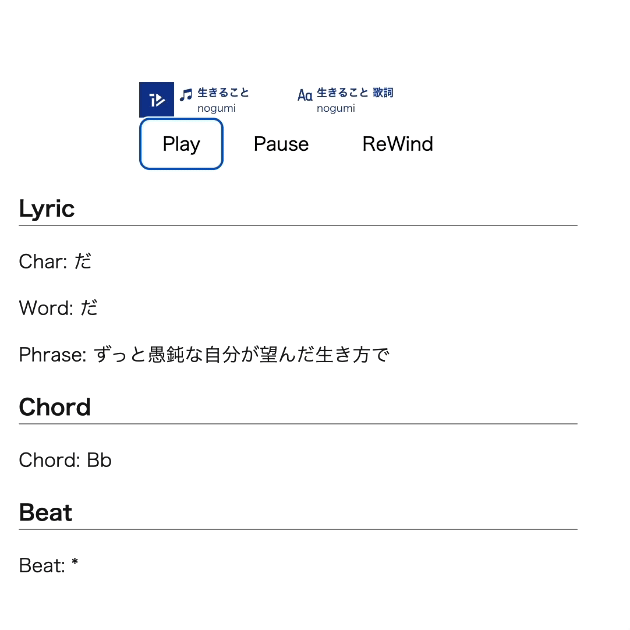 生きること
nogumi
Aa 生きること 歌詞
nogumi
Play Pause ReWind
Lyric
Char: だ
Word: だ
Phrase: ずっと愚鈍な自分が望んだ生き方で
Chord
Chord: Bb
Beat
Beat: *